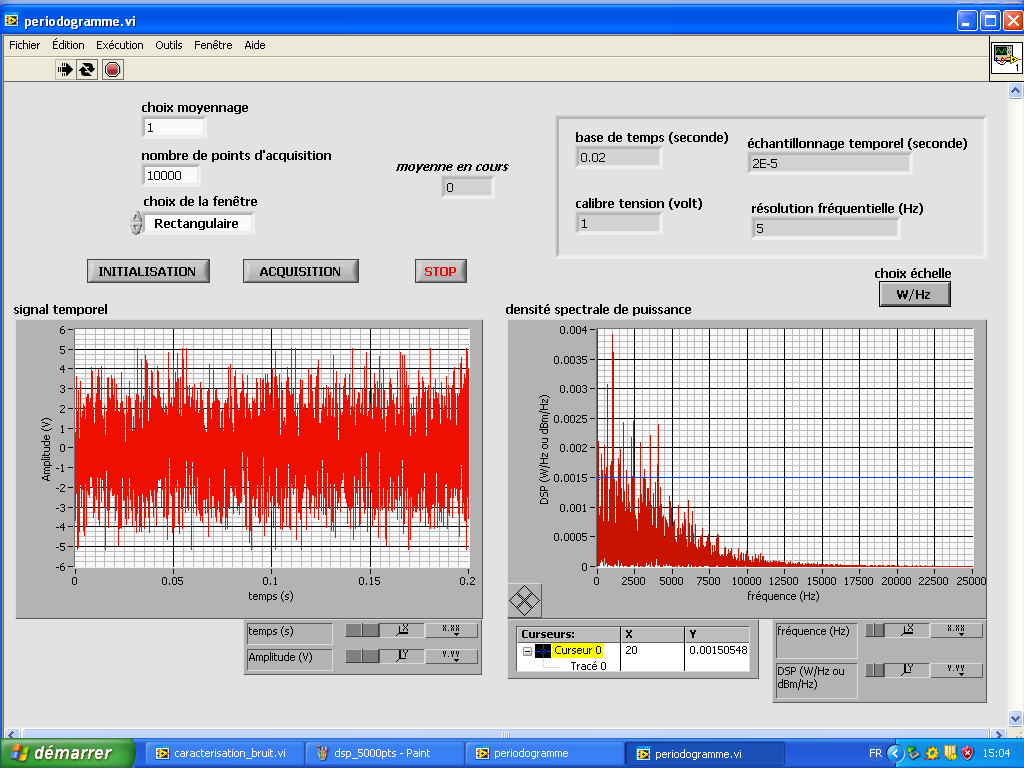 periodogramme.vi
Fichier Édition Exécution Outils Fenêtre Aide
1
choix moyennage
1
nombre de points d'acquisition
10000
choix de la fenêtre
Rectangulaire
moyenne en cours
0
base de temps (seconde)
0.02
échantillonnage temporel (seconde)
2E-5
calibre tension (volt)
1
résolution fréquentielle (Hz)
5
INITIALISATION ACQUISITION STOP
choix échelle
W/Hz
signal temporel
6
5
4
3
2
1
0
-1
-2
-3
-4
-5
-6
Amplitude (V)
0 0.05 0.1 0.15 0.2
temps (s)
densité spectrale de puissance
0.004
0.0035
0.003
0.0025
0.002
0.0015
0.001
0.0005
0
DSP (W/Hz ou dBm/Hz)
0 2500 5000 7500 10000 12500 15000 17500 20000 22500 25000
fréquence (Hz)
temps (s)
Amplitude (V)
Curseurs: X Y
Curseur 0 20 0.00150548
Tracé 0
fréquence (Hz)
DSP (W/Hz ou
dBm/Hz)
démarrer caracterisation_bruit.vi dsp_5000pts - Paint periodogramme periodogramme.vi FR 15:04